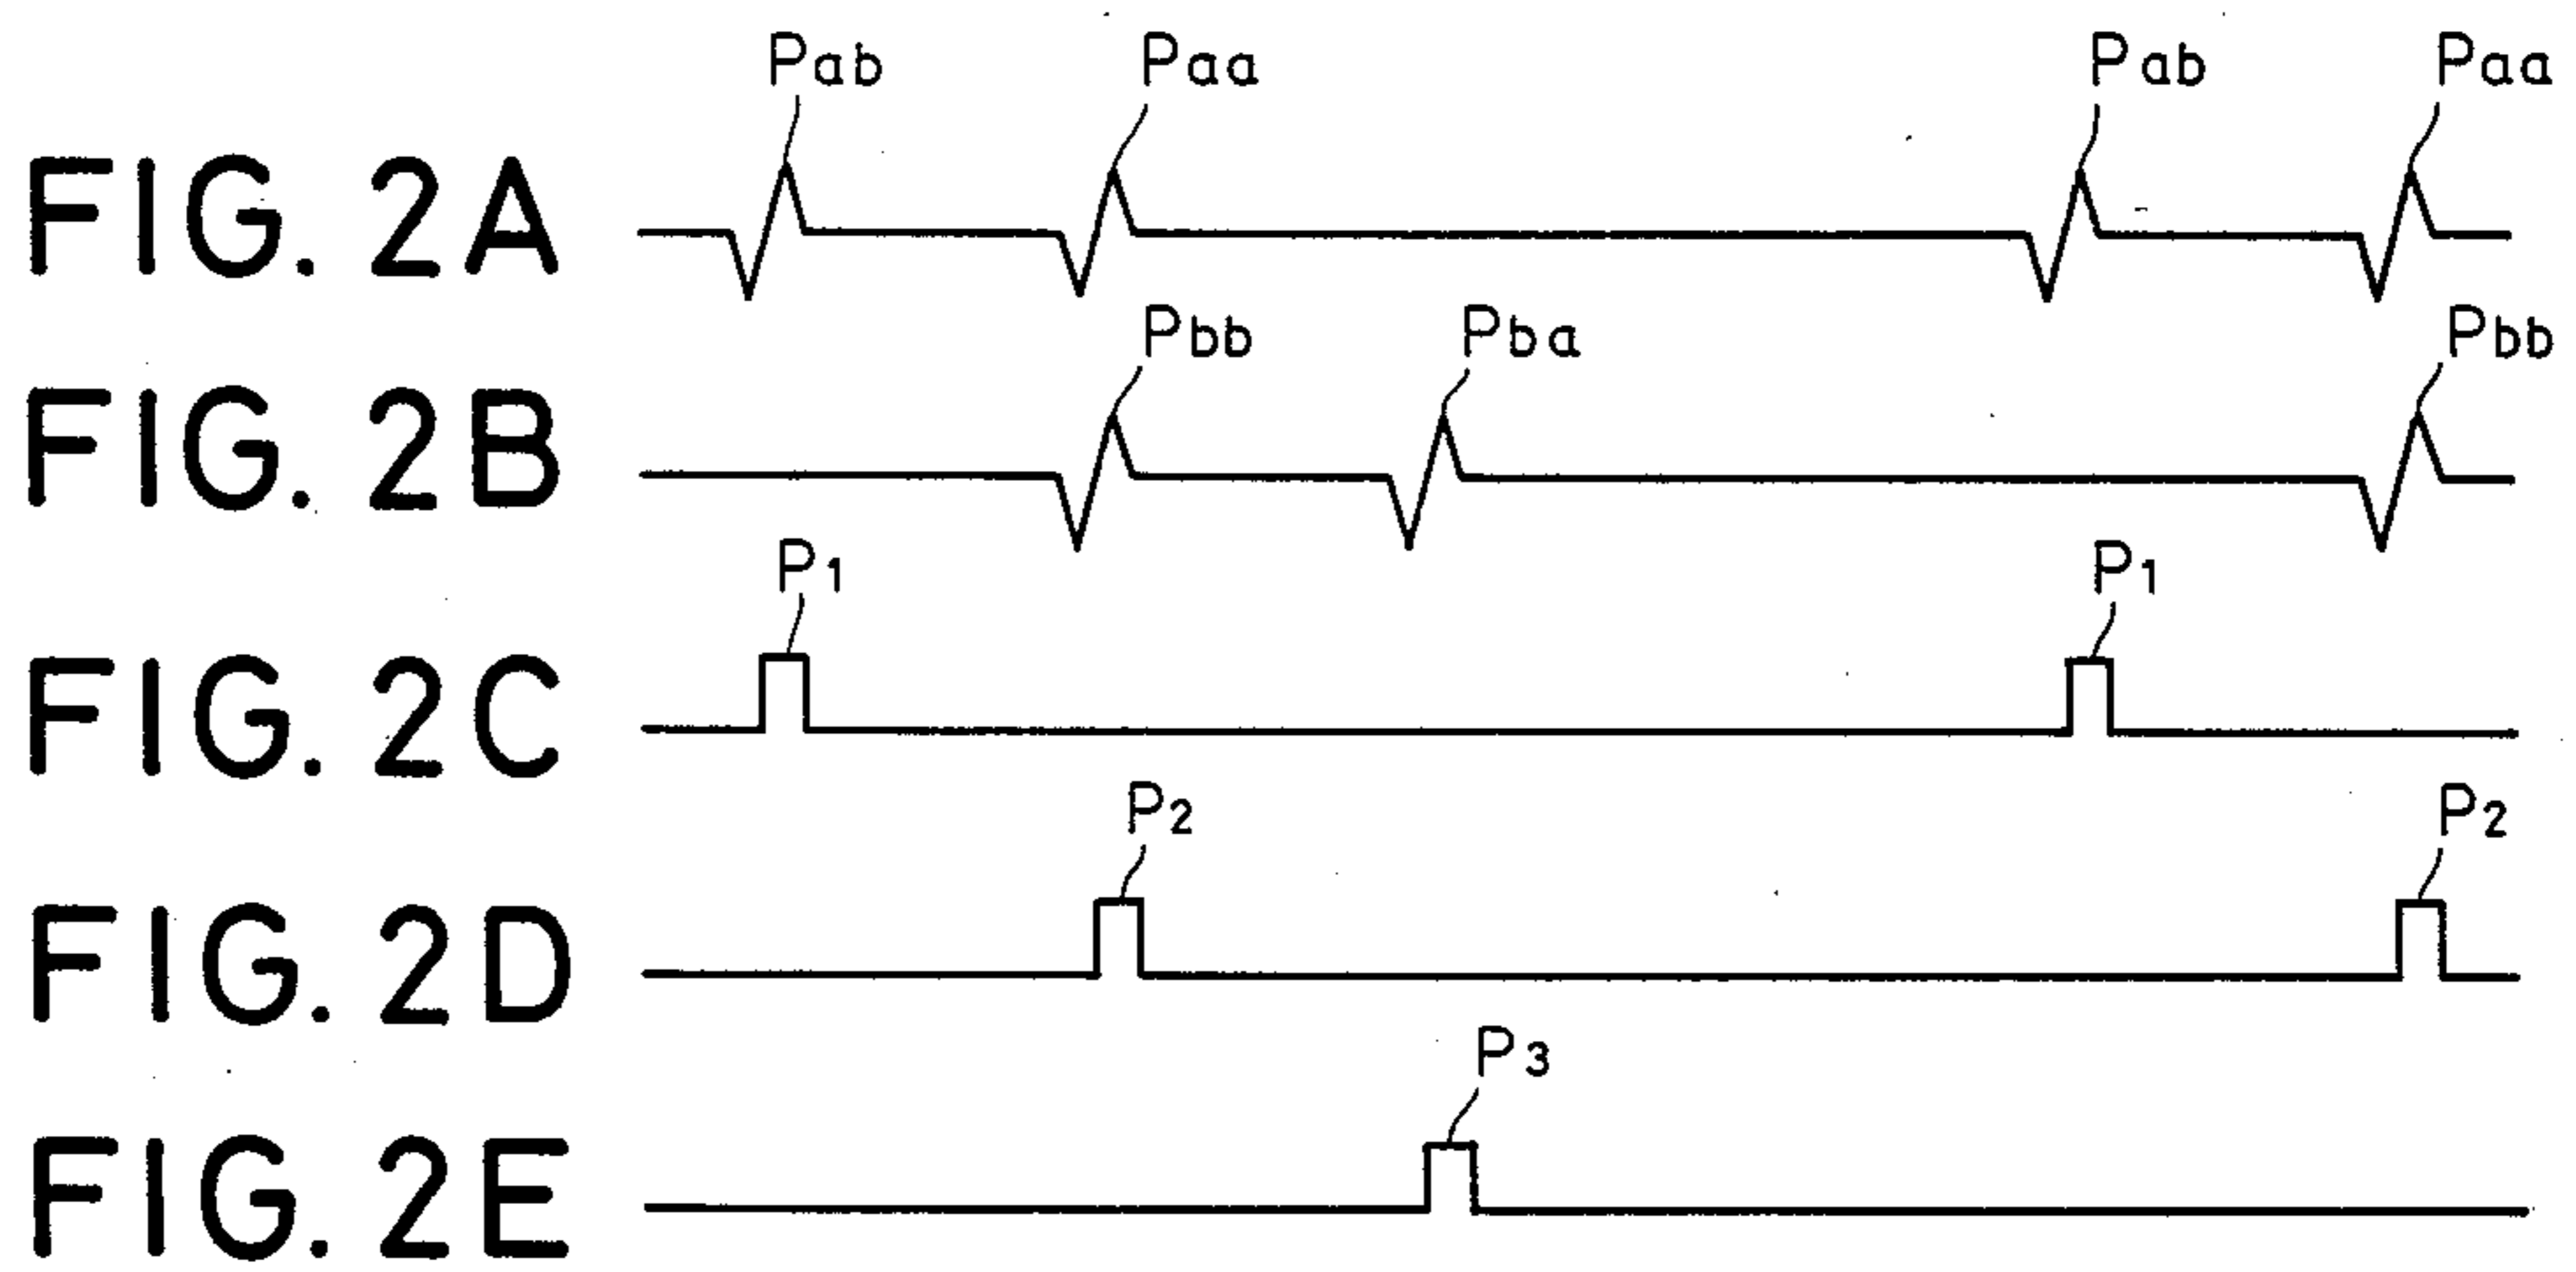 Pab Paa Pab Paa
FIG. 2A
Pbb Pba Pbb
FIG. 2B
P1 P1
FIG. 2C
P2 P2
FIG. 2D
P3
FIG. 2E